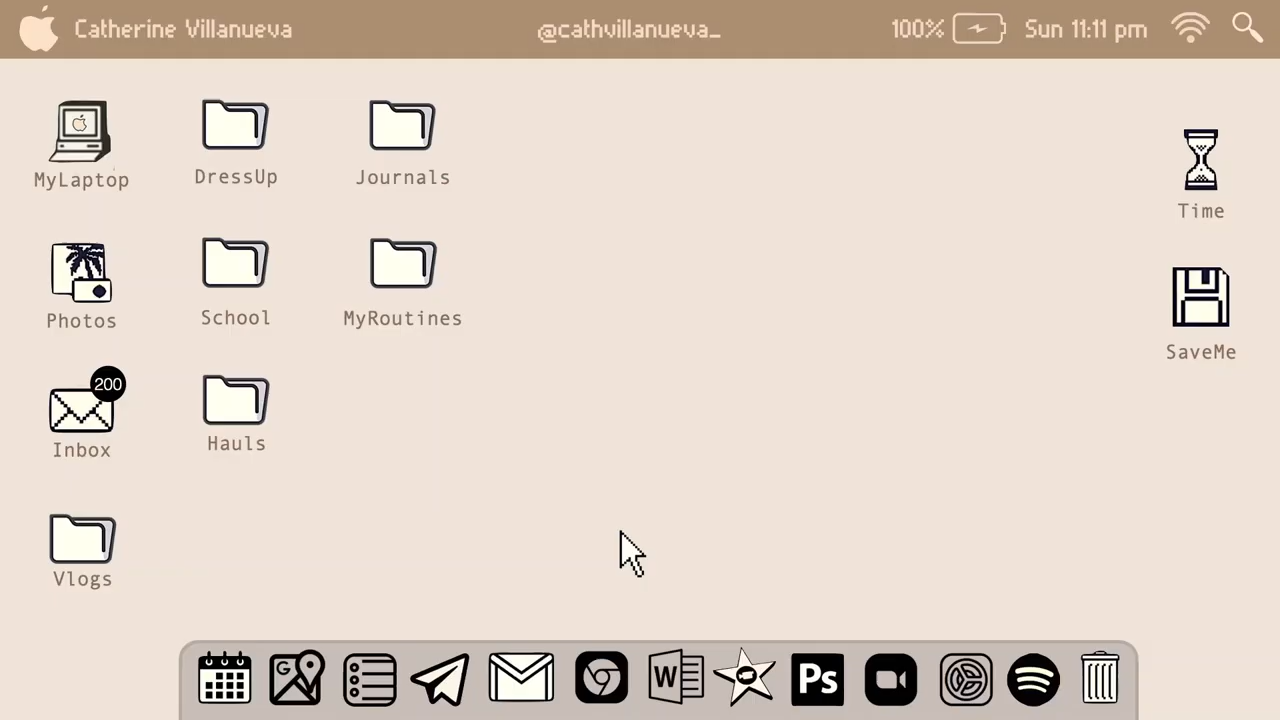 Catherine Villanueva
@cathvillanueva_
100%
Sun 11:11 pm
MyLaptop
DressUp
Journals
Time
Photos
School
MyRoutines
SaveMe
200
Inbox
Hauls
Vlogs
G
W
Ps